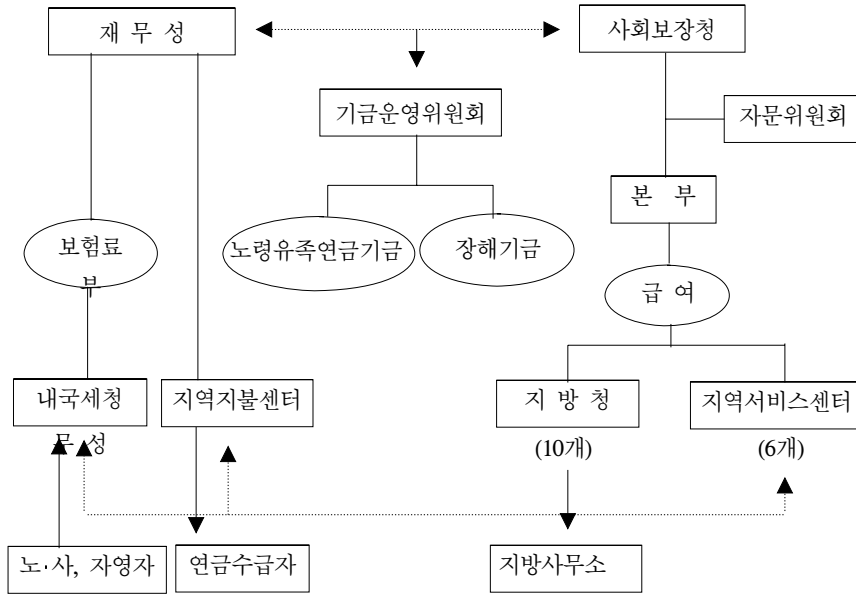 재 무 성
사회보장청
기금운영위원회
자문위원회
본 부
보험료
부
노령유족연금기금
장해기금
급 여
내국세청
무 성
지역지불센터
지 방 청
(10개)
지역서비스센터
(6개)
노·사, 자영자
연금수급자
지방사무소